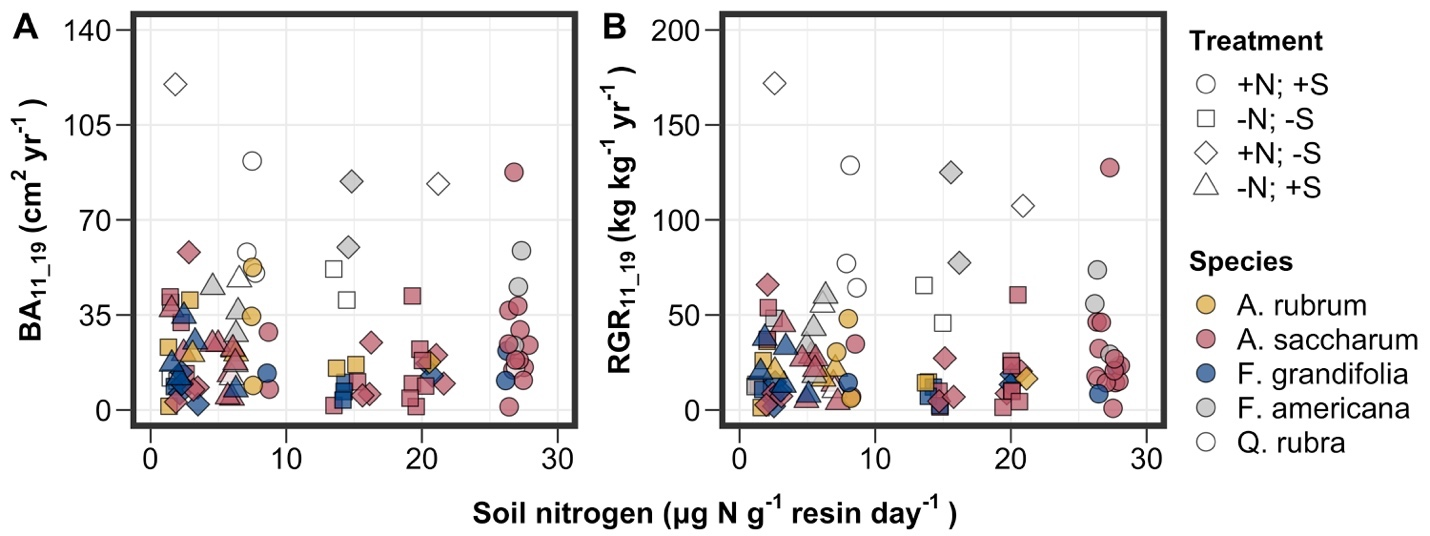 A
B
140
105
70
35
0
BA11_19 (cm² yr⁻¹ )
0 10 20 30
200
150
100
50
0
RGR11_19 (kg kg⁻¹ yr⁻¹ )
0 10 20 30
Soil nitrogen (µg N g⁻¹ resin day⁻¹ )
Treatment
+N; +S
-N; -S
+N; -S
-N; +S
Species
A. rubrum
A. saccharum
F. grandifolia
F. americana
Q. rubra